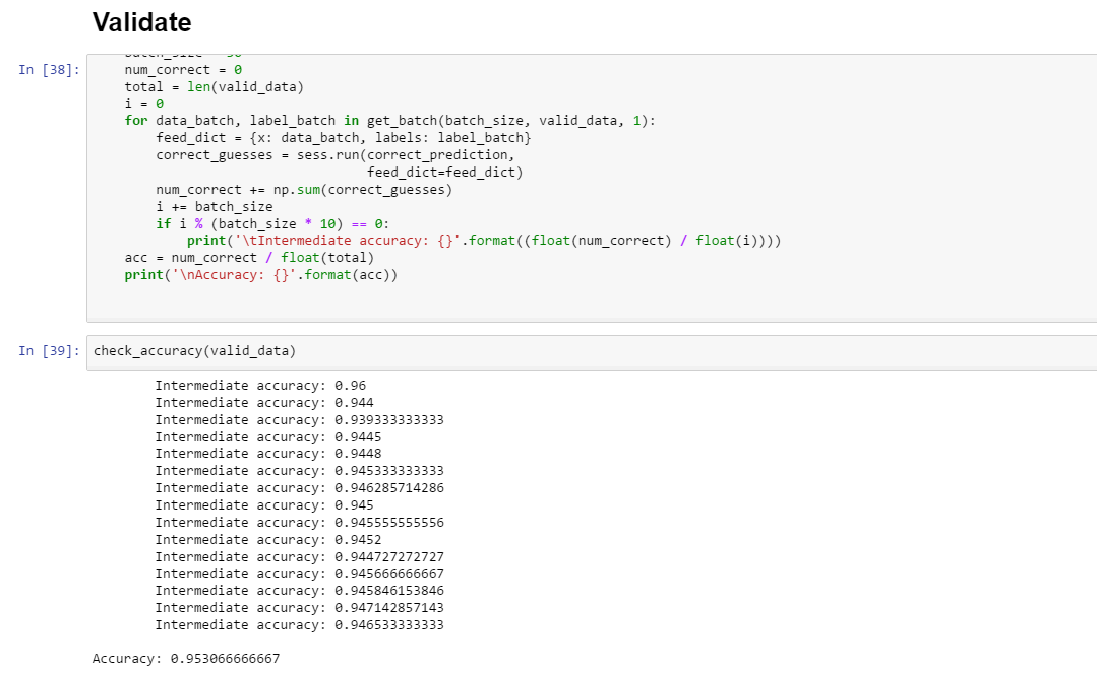 Validate
In [38]:
batch_size = 50
num_correct = 0
total = len(valid_data)
i = 0
for data_batch, label_batch in get_batch(batch_size, valid_data, 1):
feed_dict = {x: data_batch, labels: label_batch}
correct_guesses = sess.run(correct_prediction,
feed_dict=feed_dict)
num_correct += np.sum(correct_guesses)
i += batch_size
if i % (batch_size * 10) == 0:
print('\tIntermediate accuracy: {}'.format((float(num_correct) / float(i))))
acc = num_correct / float(total)
print('\nAccuracy: {}'.format(acc))
In [39]:
check_accuracy(valid_data)
Intermediate accuracy: 0.96
Intermediate accuracy: 0.944
Intermediate accuracy: 0.939333333333
Intermediate accuracy: 0.9445
Intermediate accuracy: 0.9448
Intermediate accuracy: 0.945333333333
Intermediate accuracy: 0.946285714286
Intermediate accuracy: 0.945
Intermediate accuracy: 0.945555555556
Intermediate accuracy: 0.9452
Intermediate accuracy: 0.944727272727
Intermediate accuracy: 0.945666666667
Intermediate accuracy: 0.945846153846
Intermediate accuracy: 0.947142857143
Intermediate accuracy: 0.946533333333
Accuracy: 0.953066666667